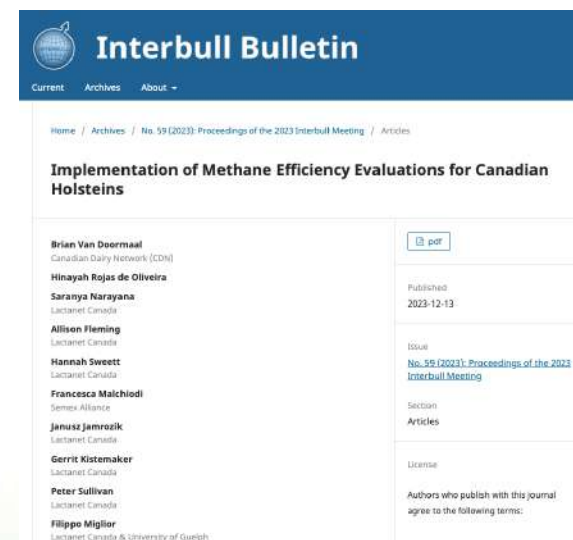 Interbull Bulletin
Current Archives About
Home / Archives / No. 59 (2023): Proceedings of the 2023 Interbull Meeting / Articles
Implementation of Methane Efficiency Evaluations for Canadian
Holsteins
Brian Van Doormaal
Canadian Dairy Network (CDN)
Hinayah Rojas de Oliveira
Saranya Narayana
Lactanet Canada
Allison Fleming
Lactanet Canada
Hannah Sweett
Lactanet Canada
Francesca Malchiodi
Semex Alliance
Janusz Jamrozik
Lactanet Canada
Gerrit Kistemaker
Lactanet Canada
Peter Sullivan
Lactanet Canada
Filippo Miglior
Lactanet Canada & University of Guelph
pdf
Published
2023-12-13
Issue
No. 59 (2023): Proceedings of the 2023
Interbull Meeting
Section
Articles
License
Authors who publish with this journal
agree to the following terms: